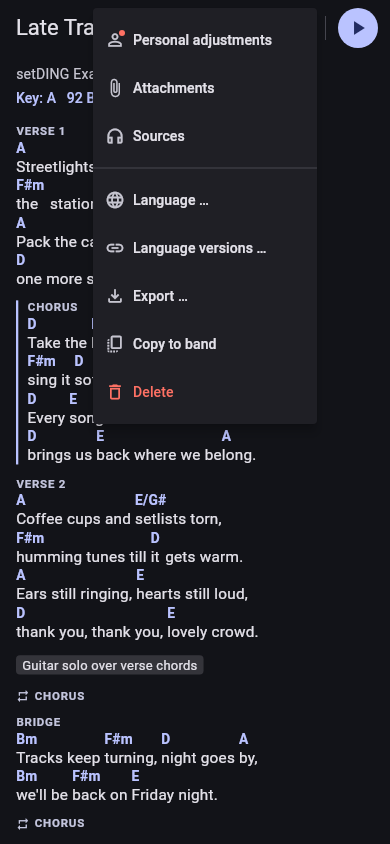 Late Tra
Personal adjustments
Attachments
Sources
Language ...
Language versions ...
Export ...
Copy to band
Delete
setDING Exa
Key: A 92 B
VERSE 1
A
Streetlights
F#m
the station
A
Pack the ca
D
one more s
CHORUS
D
Take the
F#m D
sing it so
D E
Every song
D E A
brings us back where we belong.
VERSE 2
A E/G#
Coffee cups and setlists torn,
F#m D
humming tunes till it gets warm.
A E
Ears still ringing, hearts still loud,
D E
thank you, thank you, lovely crowd.
Guitar solo over verse chords
CHORUS
BRIDGE
Bm F#m D A
Tracks keep turning, night goes by,
Bm F#m E
we'll be back on Friday night.
CHORUS